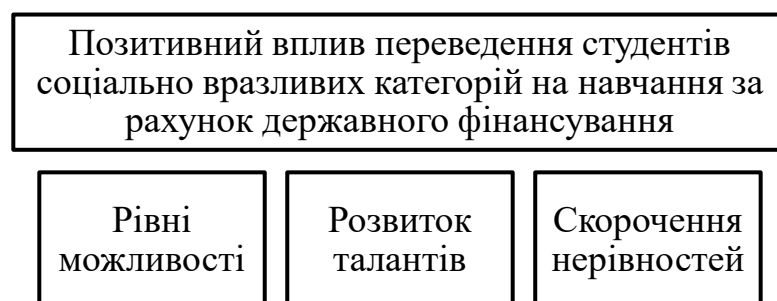 Позитивний вплив переведення студентів
соціально вразливих категорій на навчання за
рахунок державного фінансування
Рівні
можливості
Розвиток
талантів
Скорочення
нерівностей